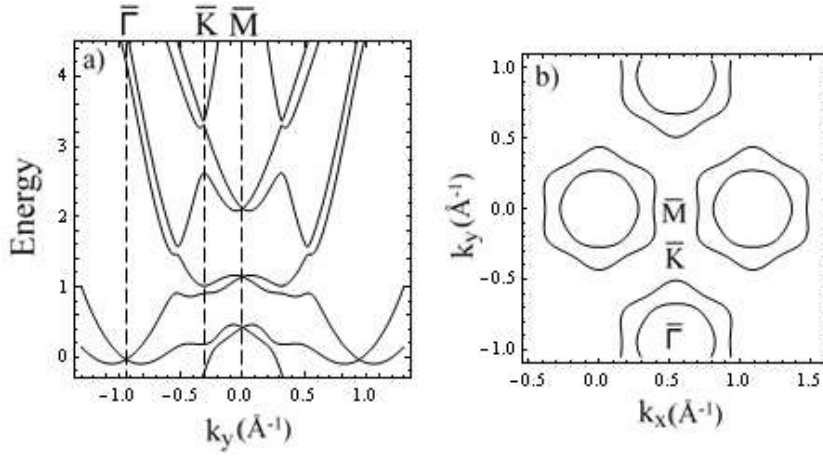 Γ̅ K̅ M̅
a)
4
3
2
1
0
Energy
-1.0 -0.5 0.0 0.5 1.0
k_y (Å⁻¹)
b)
1.0
0.5
0.0
-0.5
-1.0
k_y (Å⁻¹)
M̅
K̅
Γ̅
-0.5 0.0 0.5 1.0 1.5
k_x (Å⁻¹)